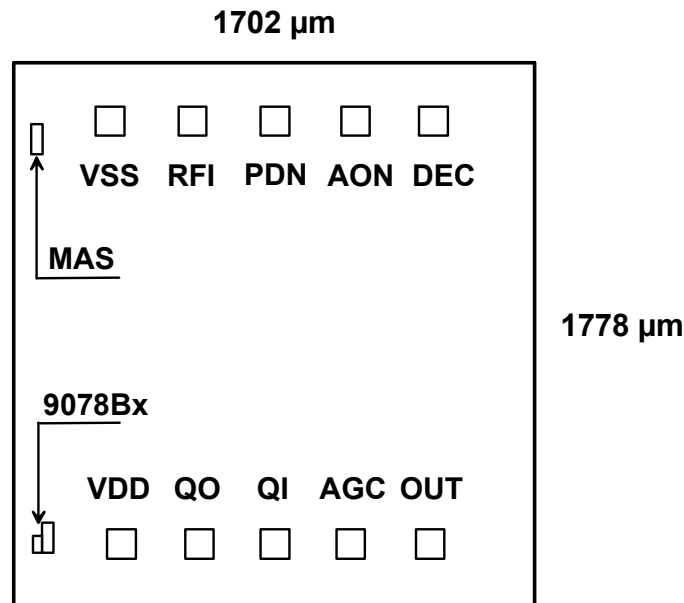 1702 µm
VSS RFI PDN AON DEC
MAS
1778 µm
9078Bx
VDD QO QI AGC OUT